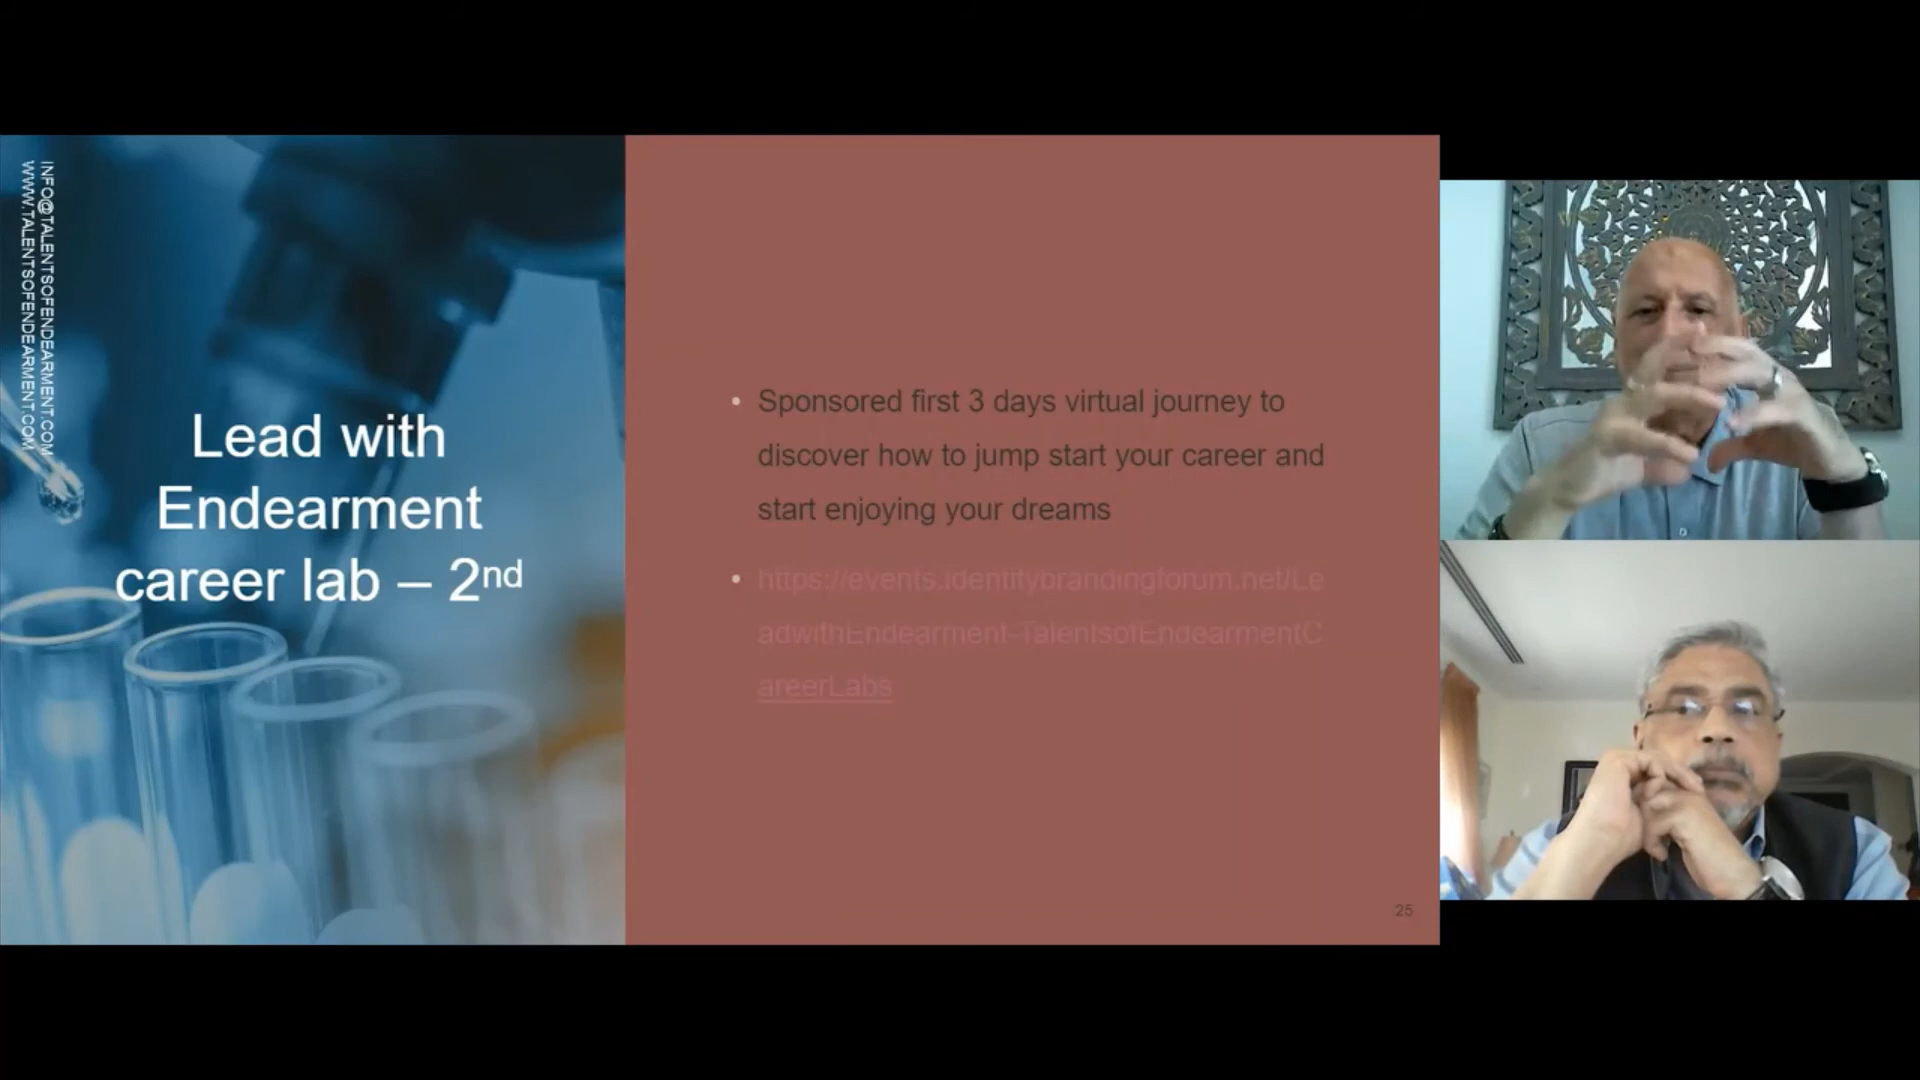 INFO@TALENTSOFENDEARMENT.COM
WWW.TALENTSOFENDEARMENT.COM
Lead with
Endearment
career lab – 2nd
• Sponsored first 3 days virtual journey to
discover how to jump start your career and
start enjoying your dreams
• https://events.identitybrandingforum.net/Le
adwithEndearment-TalentsofEndearmentC
areerLabs
25